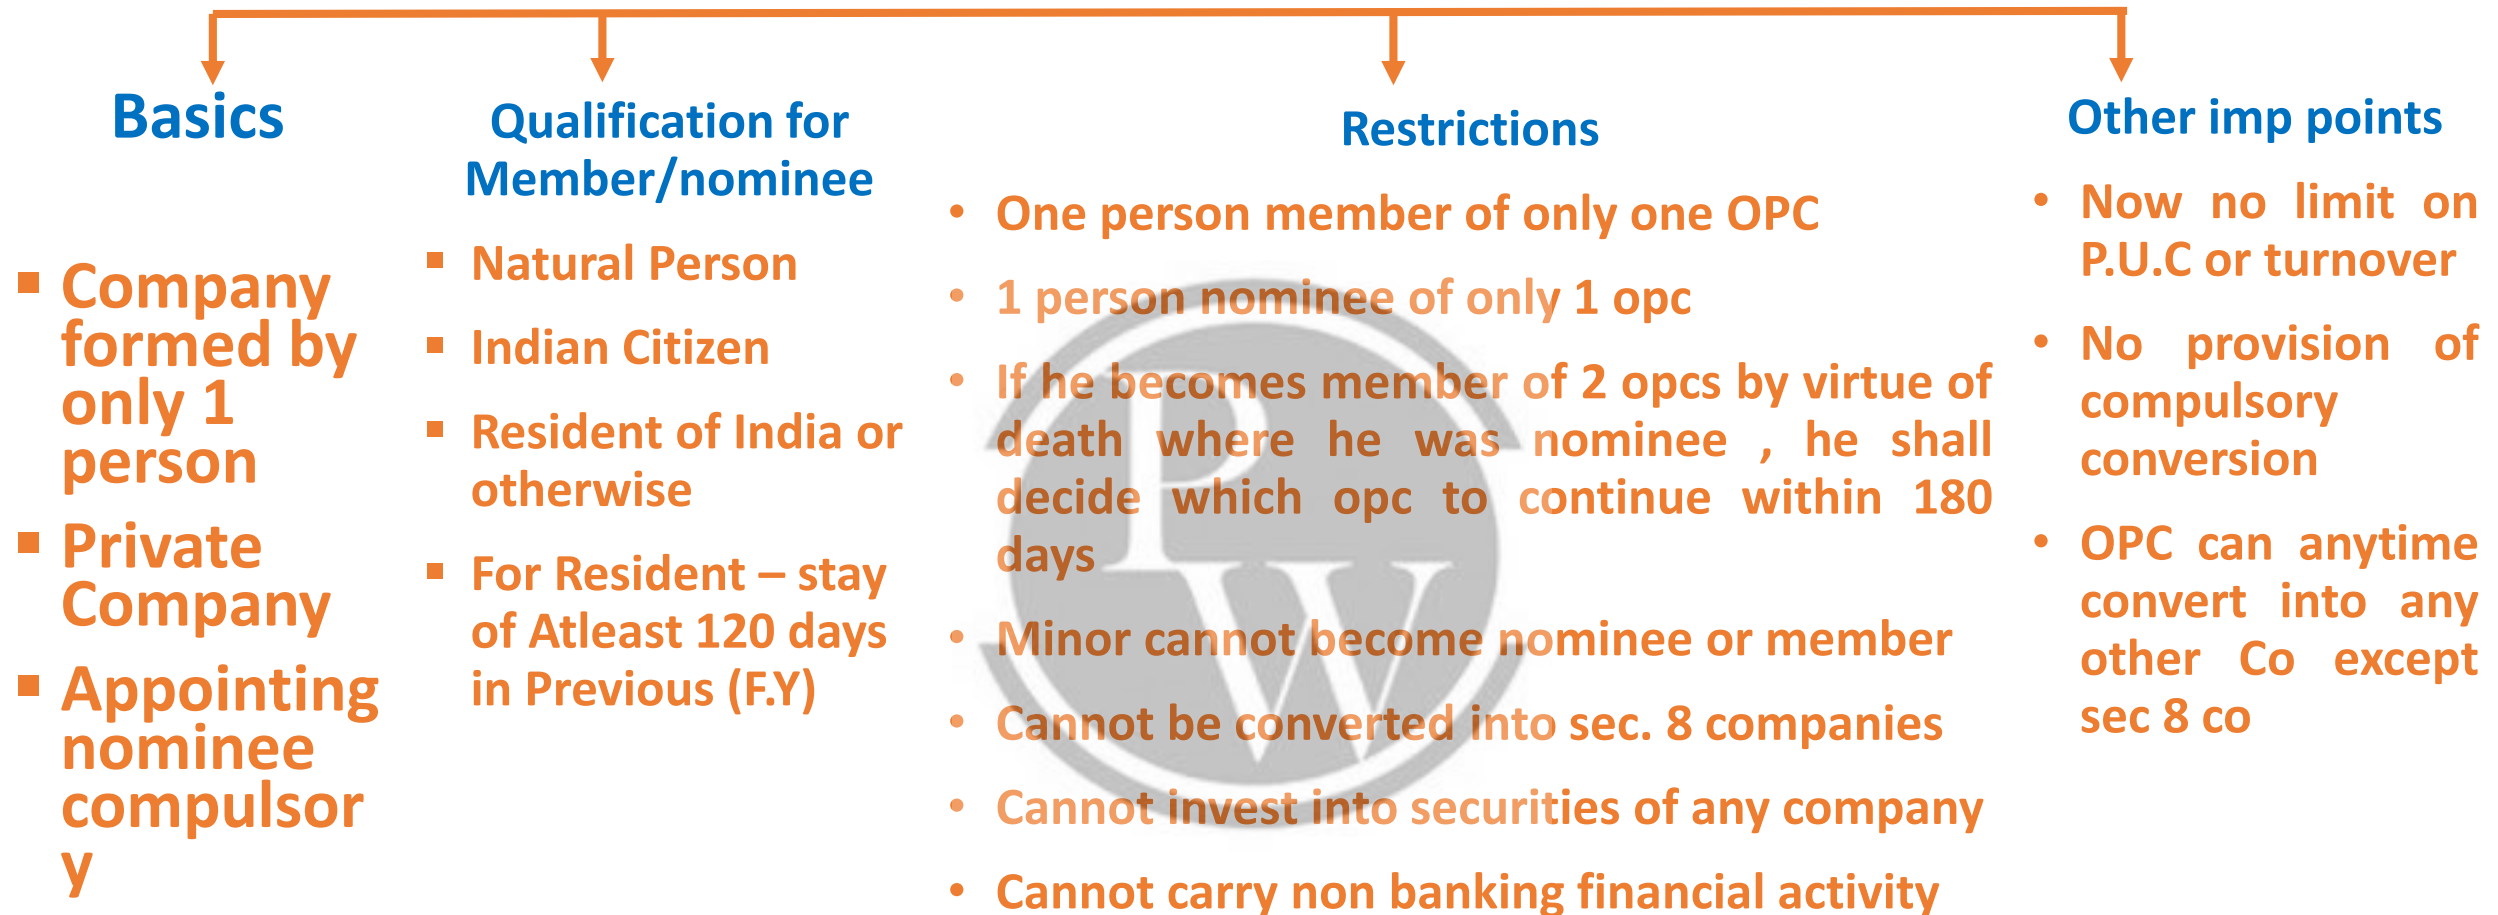 Basics
Company
formed by
only 1
person
Private
Company
Appointing
nominee
compulsor
y
Qualification for
Member/nominee
Natural Person
Indian Citizen
Resident of India or
otherwise
For Resident – stay
of Atleast 120 days
in Previous (F.Y)
Restrictions
One person member of only one OPC
1 person nominee of only 1 opc
If he becomes member of 2 opcs by virtue of
death where he was nominee , he shall
decide which opc to continue within 180
days
Minor cannot become nominee or member
Cannot be converted into sec. 8 companies
Cannot invest into securities of any company
Cannot carry non banking financial activity
Other imp points
Now no limit on
P.U.C or turnover
No provision of
compulsory
conversion
OPC can anytime
convert into any
other Co except
sec 8 co
PW